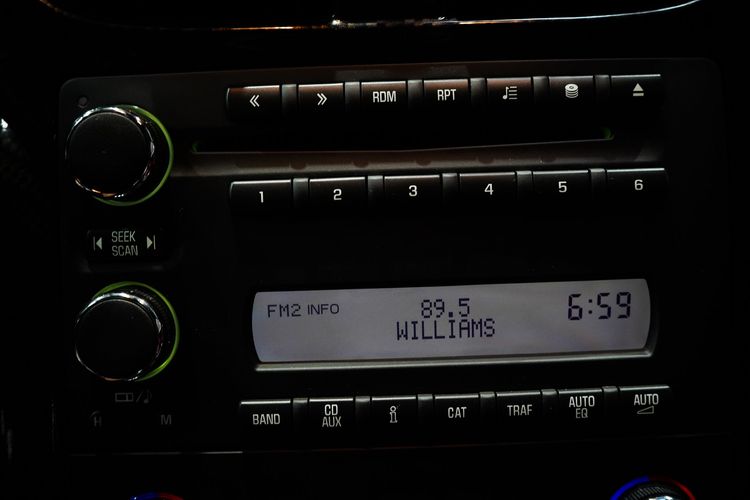 RDM RPT
1 2 3 4 5 6
SEEK
SCAN
FM2 INFO 89.5 6:59
WILLIAMS
BAND CD AUX i CAT TRAF AUTO EQ AUTO
H M